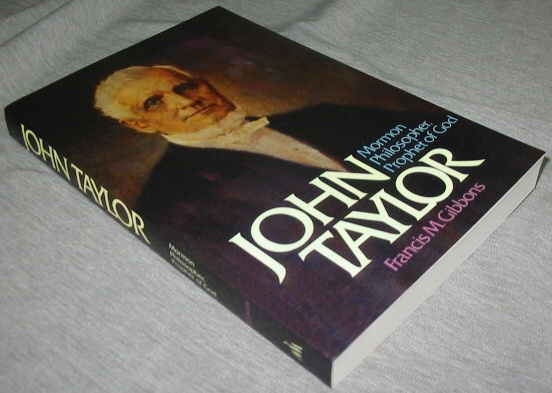 JOHN
TAYLOR
Mormon
Philosopher,
Prophet of God
Francis M. Gibbons
JOHN TAYLOR
Mormon
Philosopher
Prophet of God